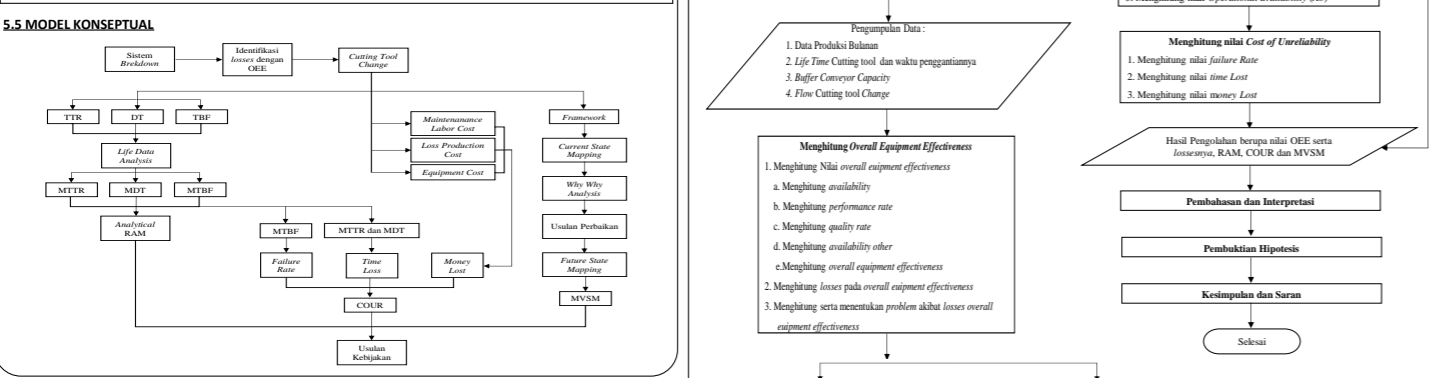 5.5 MODEL KONSEPTUAL
Sistem
Brekdown
Identifikasi
losses dengan
OEE
Cutting Tool
Change
TTR
DT
TBF
Life Data
Analysis
MTTR
MDT
MTBF
Analytical
RAM
MTBF
MTTR dan MDT
Failure
Rate
Time
Loss
Money
Lost
COUR
Maintenanance
Labor Cost
Loss Production
Cost
Equipment Cost
Framework
Current State
Mapping
Why Why
Analysis
Usulan Perbaikan
Future State
Mapping
MVSM
Usulan
Kebijakan
Pengumpulan Data :
1. Data Produksi Bulanan
2. Life Time Cutting tool dan waktu penggantiannya
3. Buffer Conveyor Capacity
4. Flow Cutting tool Change
Menghitung Overall Equipment Effectiveness
1. Menghitung Nilai overall euipment effectiveness
a. Menghitung availability
b. Menghitung performance rate
c. Menghitung quality rate
d. Menghitung availability other
e.Menghitung overall equipment effectiveness
2. Menghitung losses pada overall euipment effectiveness
3. Menghitung serta menentukan problem akibat losses overall
euipment effectiveness
Menghitung nilai Cost of Unreliability
1. Menghitung nilai failure Rate
2. Menghitung nilai time Lost
3. Menghitung nilai money Lost
Hasil Pengolahan berupa nilai OEE serta
lossesnya, RAM, COUR dan MVSM
Pembahasan dan Interpretasi
Pembuktian Hipotesis
Kesimpulan dan Saran
Selesai